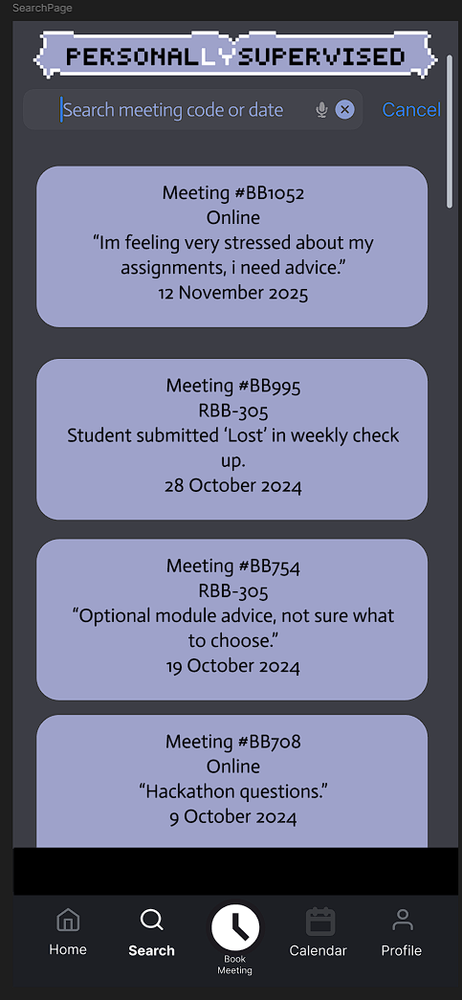 SearchPage
PERSONALLY SUPERVISED
Search meeting code or date
Cancel
Meeting #BB1052
Online
“Im feeling very stressed about my
assignments, i need advice.”
12 November 2025
Meeting #BB995
RBB-305
Student submitted ‘Lost’ in weekly check
up.
28 October 2024
Meeting #BB754
RBB-305
“Optional module advice, not sure what
to choose.”
19 October 2024
Meeting #BB708
Online
“Hackathon questions.”
9 October 2024
Home
Search
Book
Meeting
Calendar
Profile